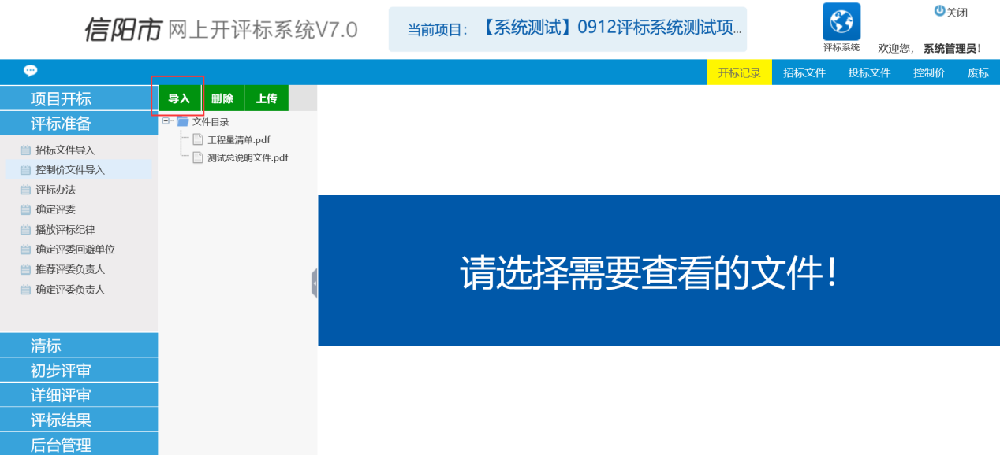 信阳市 网上开评标系统V7.0
当前项目： 【系统测试】0912评标系统测试项...
评标系统
关闭
欢迎您， 系统管理员！
开标记录 招标文件 投标文件 控制价 废标
项目开标
评标准备
招标文件导入
控制价文件导入
评标办法
确定评委
播放评标纪律
确定评委回避单位
推荐评委负责人
确定评委负责人
清标
初步评审
详细评审
评标结果
后台管理
导入 删除 上传
文件目录
工程量清单.pdf
测试总说明文件.pdf
请选择需要查看的文件！